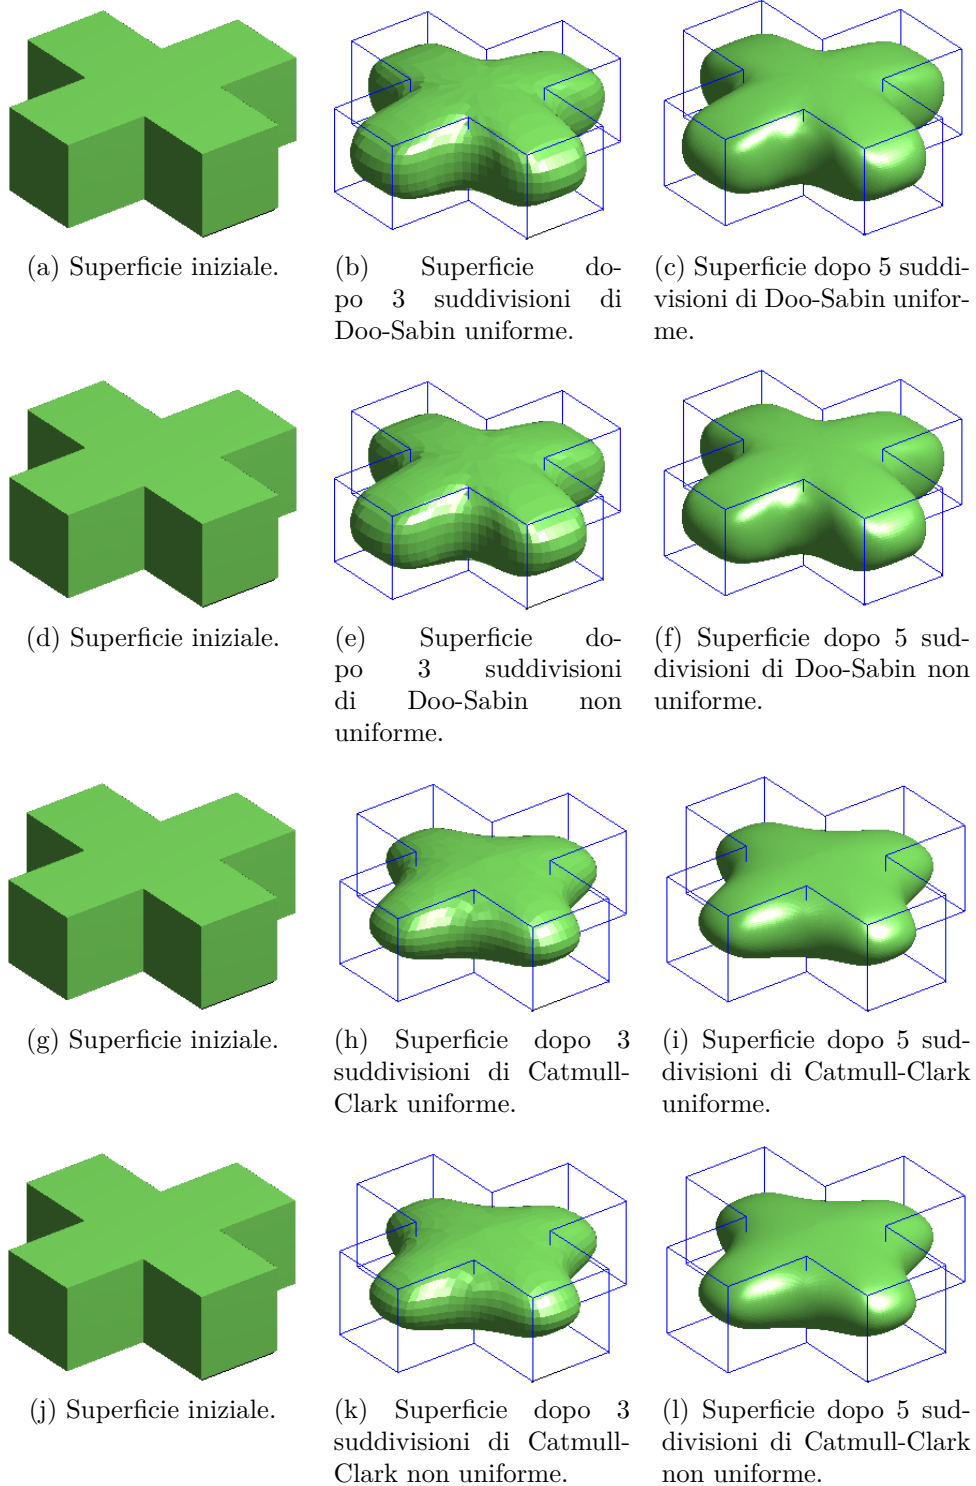 (a) Superficie iniziale.
(b) Superficie do-
po 3 suddivisioni di
Doo-Sabin uniforme.
(c) Superficie dopo 5 suddi-
visioni di Doo-Sabin unifor-
me.
(d) Superficie iniziale.
(e) Superficie do-
po 3 suddivisioni
di Doo-Sabin non
uniforme.
(f) Superficie dopo 5 sud-
divisioni di Doo-Sabin non
uniforme.
(g) Superficie iniziale.
(h) Superficie dopo 3
suddivisioni di Catmull-
Clark uniforme.
(i) Superficie dopo 5 sud-
divisioni di Catmull-Clark
uniforme.
(j) Superficie iniziale.
(k) Superficie dopo 3
suddivisioni di Catmull-
Clark non uniforme.
(l) Superficie dopo 5 sud-
divisioni di Catmull-Clark
non uniforme.